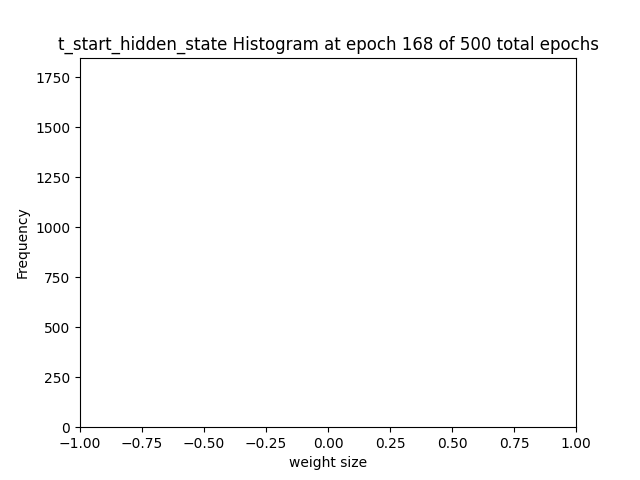 t_start_hidden_state Histogram at epoch 168 of 500 total epochs
1750
1500
1250
1000
750
500
250
0
Frequency
−1.00 −0.75 −0.50 −0.25 0.00 0.25 0.50 0.75 1.00
weight size